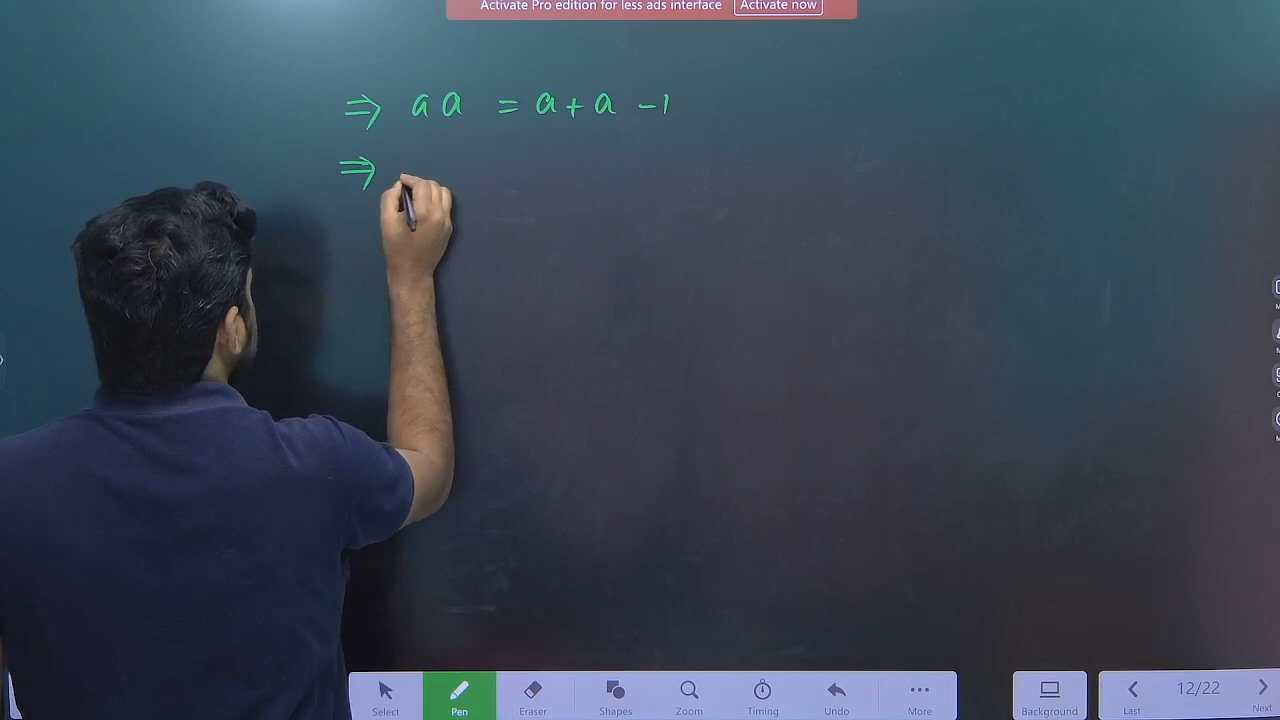 Activate Pro edition for less ads interface Activate now
⇒ a a = a + a - 1
⇒
Select Pen Eraser Shapes Zoom Timing Undo More Background Last 12/22 Next